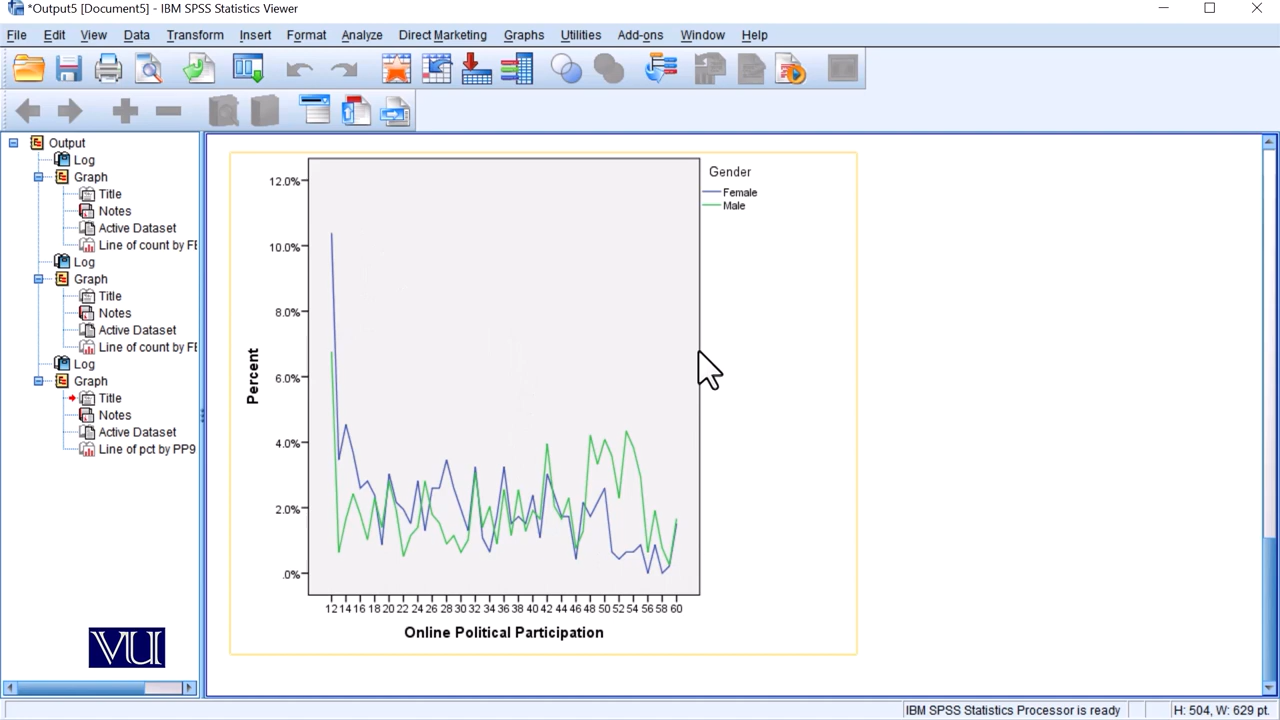 *Output5 [Document5] - IBM SPSS Statistics Viewer
File Edit View Data Transform Insert Format Analyze Direct Marketing Graphs Utilities Add-ons Window Help
Output
Log
Graph
Title
Notes
Active Dataset
Line of count by FE
Log
Graph
Title
Notes
Active Dataset
Line of count by FE
Log
Graph
Title
Notes
Active Dataset
Line of pct by PP9
VU
Gender
Female
Male
Percent
12.0%
10.0%
8.0%
6.0%
4.0%
2.0%
.0%
12 14 16 18 20 22 24 26 28 30 32 34 36 38 40 42 44 46 48 50 52 54 56 58 60
Online Political Participation
IBM SPSS Statistics Processor is ready
H: 504, W: 629 pt.